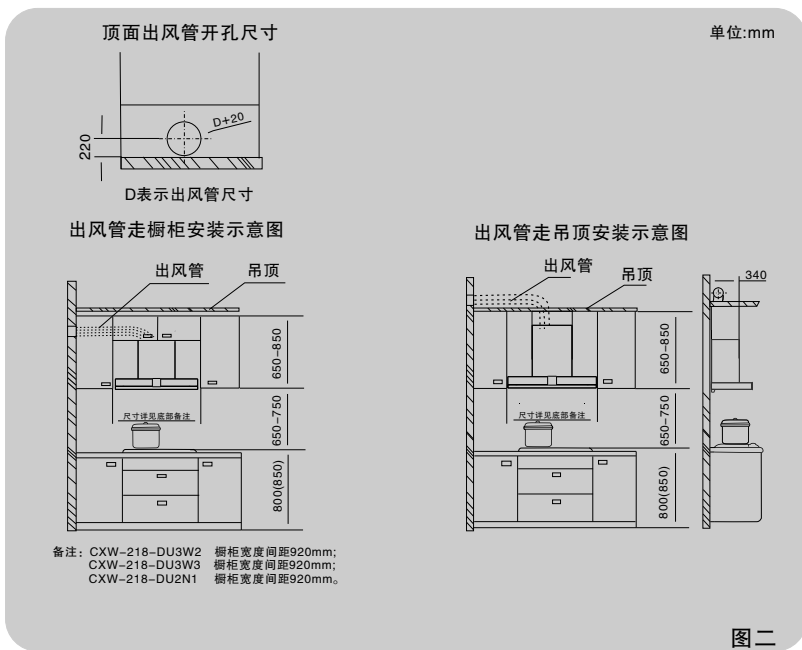 顶面出风管开孔尺寸
单位:mm
D+20
220
D表示出风管尺寸
出风管走橱柜安装示意图
出风管走吊顶安装示意图
出风管
吊顶
650-850
650-750
800(850)
尺寸详见底部备注
出风管
吊顶
340
650-850
650-750
800(850)
尺寸详见底部备注
备注: CXW-218-DU3W2 橱柜宽度间距920mm;
CXW-218-DU3W3 橱柜宽度间距920mm;
CXW-218-DU2N1 橱柜宽度间距920mm。
图二